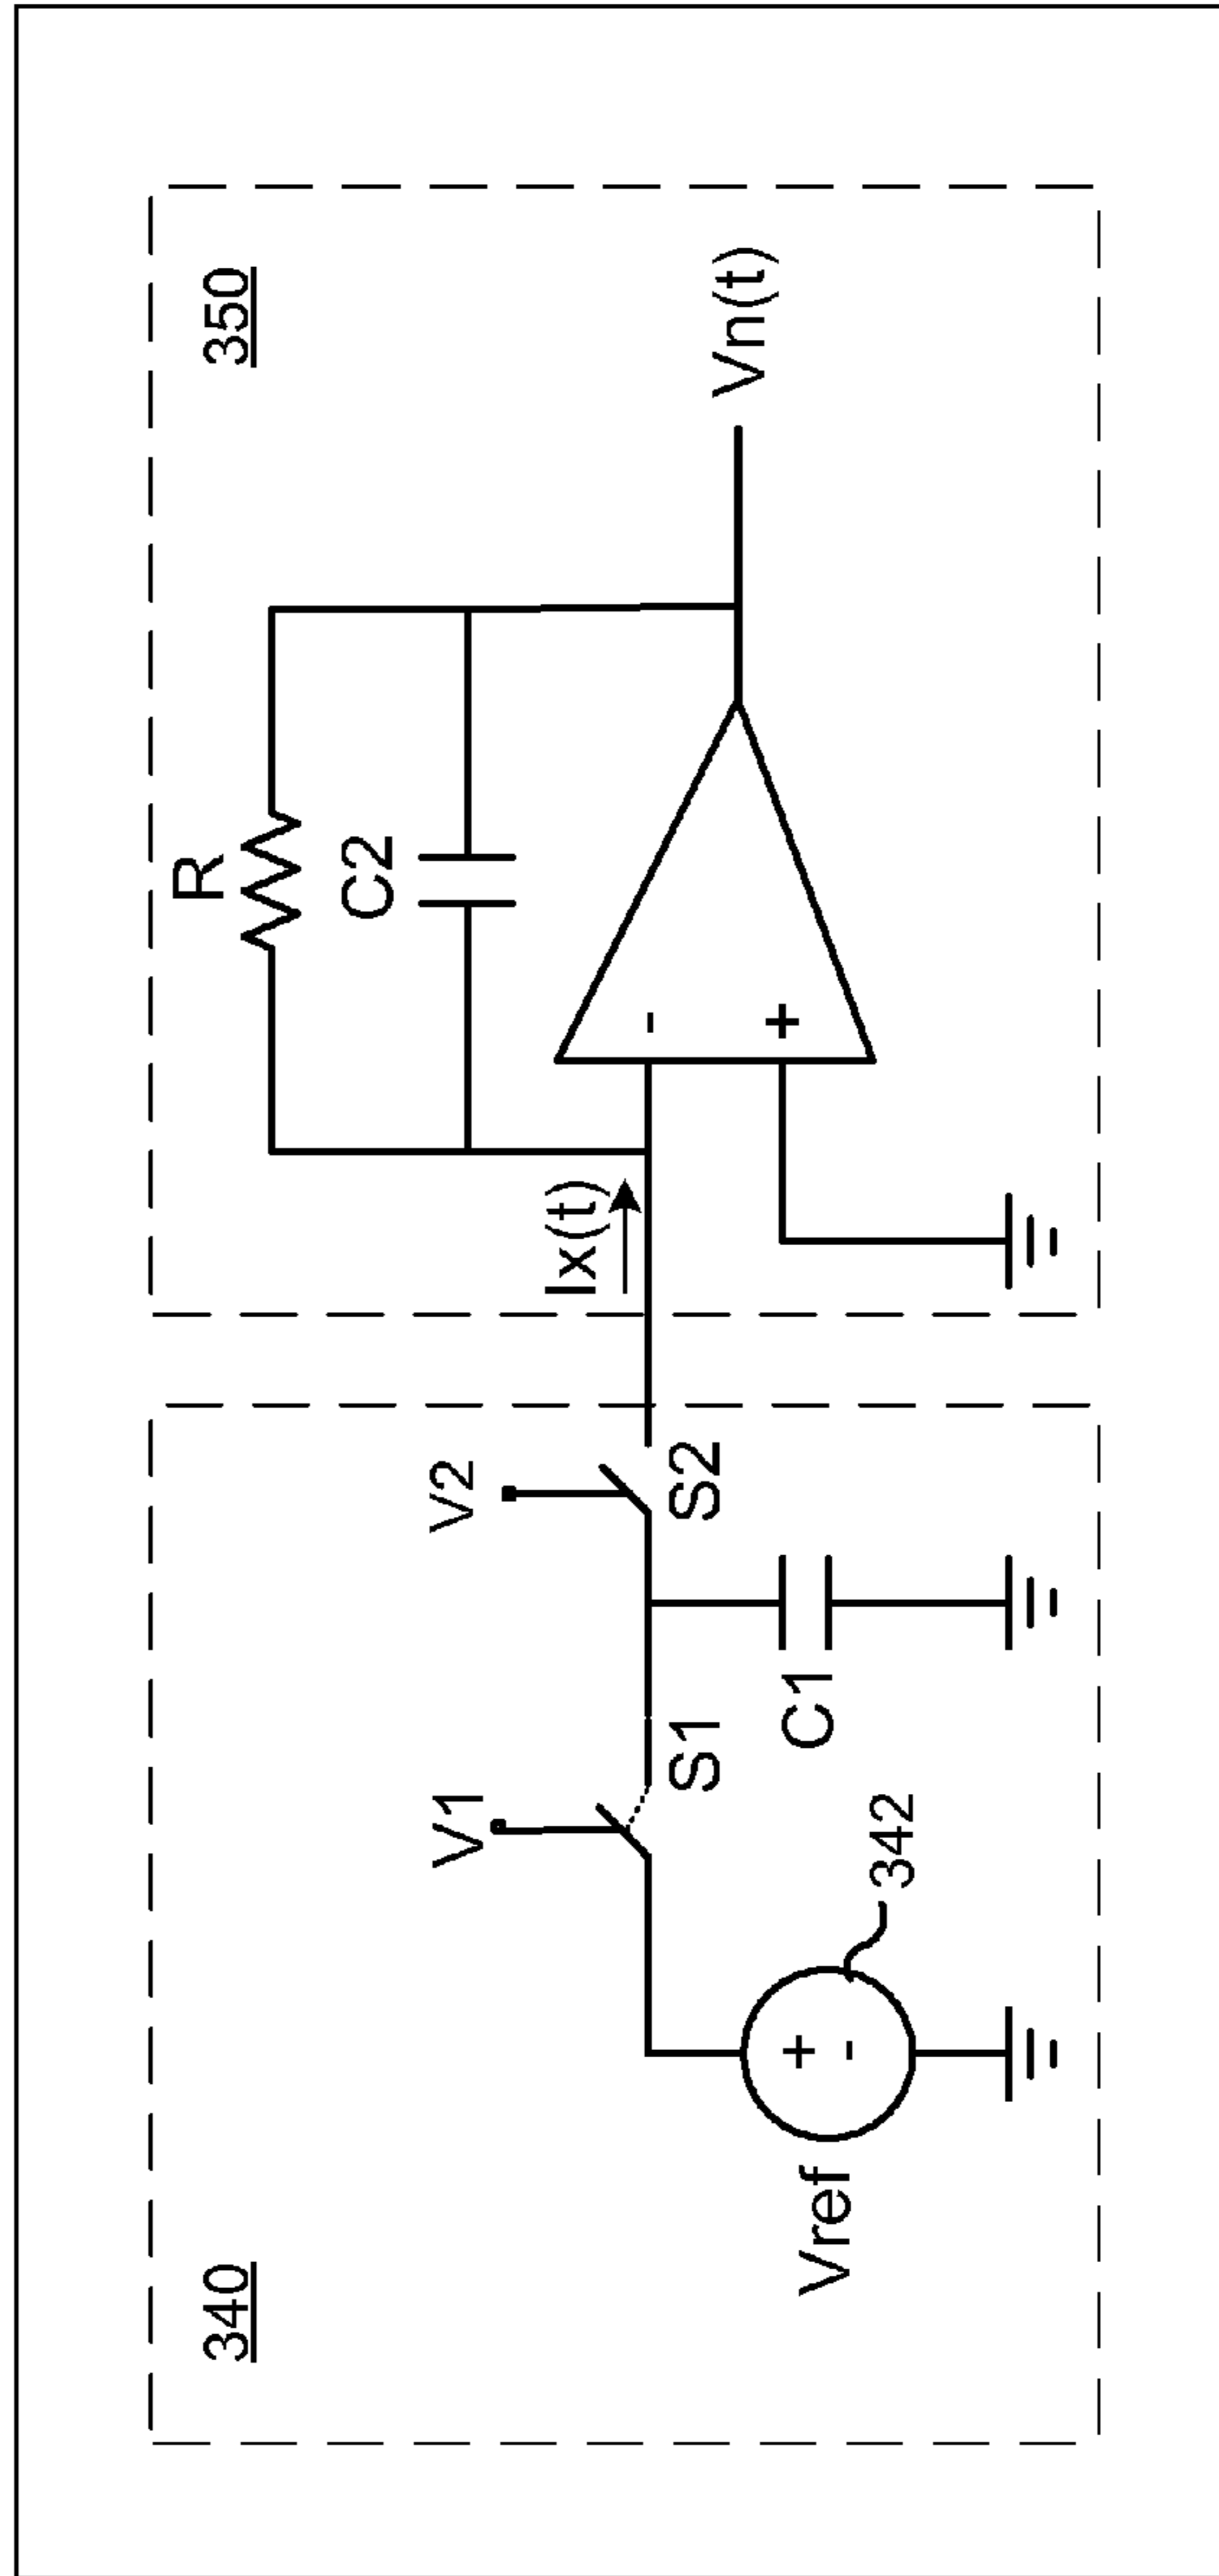 340
350
R
C2
V1
V2
Ix(t)
-
+
Vn(t)
S1
S2
C1
Vref
+
-
342